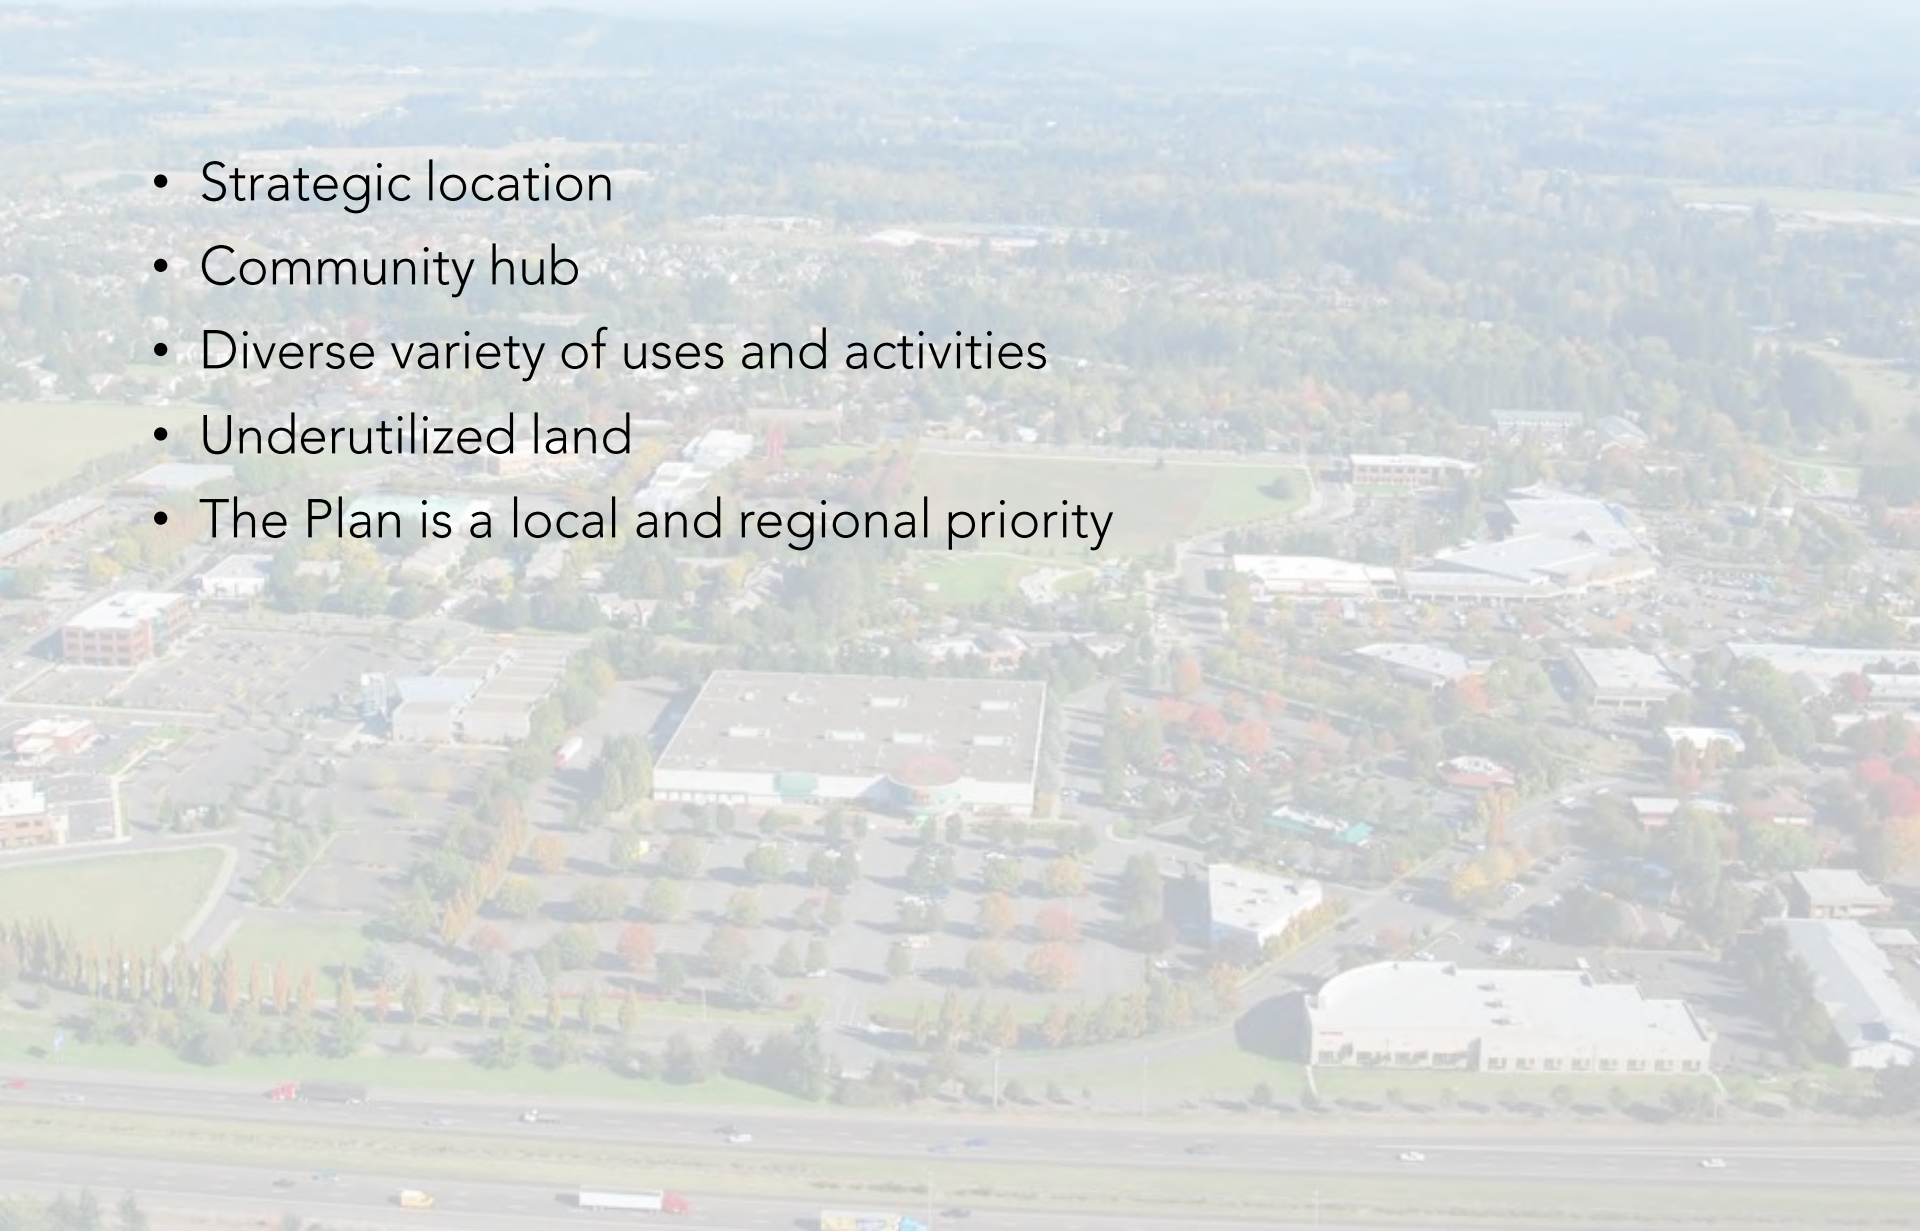 • Strategic location
• Community hub
• Diverse variety of uses and activities
• Underutilized land
• The Plan is a local and regional priority